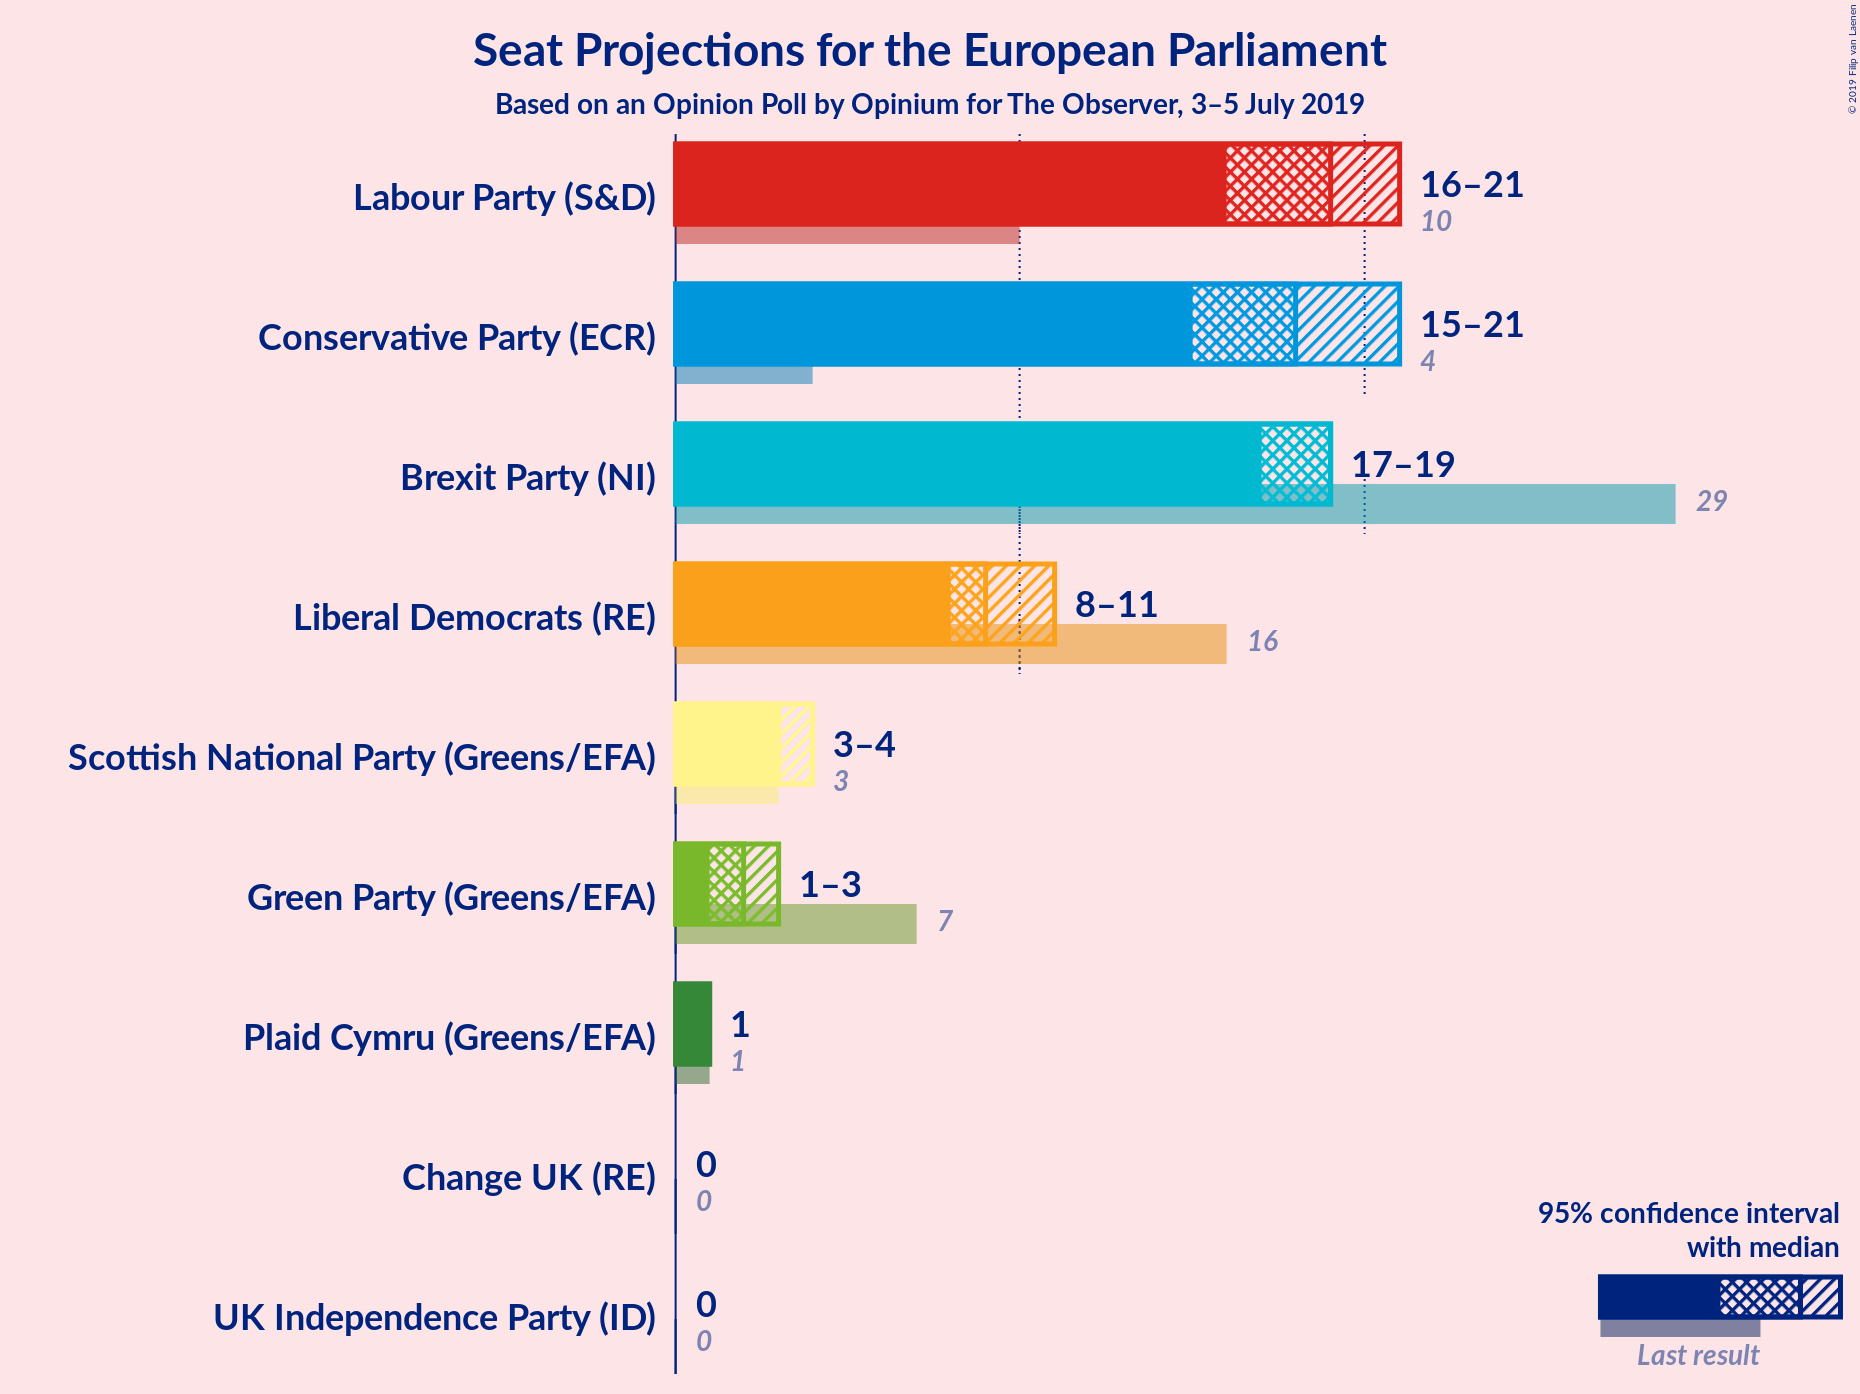 Seat Projections for the European Parliament
Based on an Opinion Poll by Opinium for The Observer, 3–5 July 2019
© 2019 Filip van Laenen
Labour Party (S&D)
16–21
10
Conservative Party (ECR)
15–21
4
Brexit Party (NI)
17–19
29
Liberal Democrats (RE)
8–11
16
Scottish National Party (Greens/EFA)
3–4
3
Green Party (Greens/EFA)
1–3
7
Plaid Cymru (Greens/EFA)
1
1
Change UK (RE)
0
0
UK Independence Party (ID)
0
0
95% confidence interval
with median
Last result